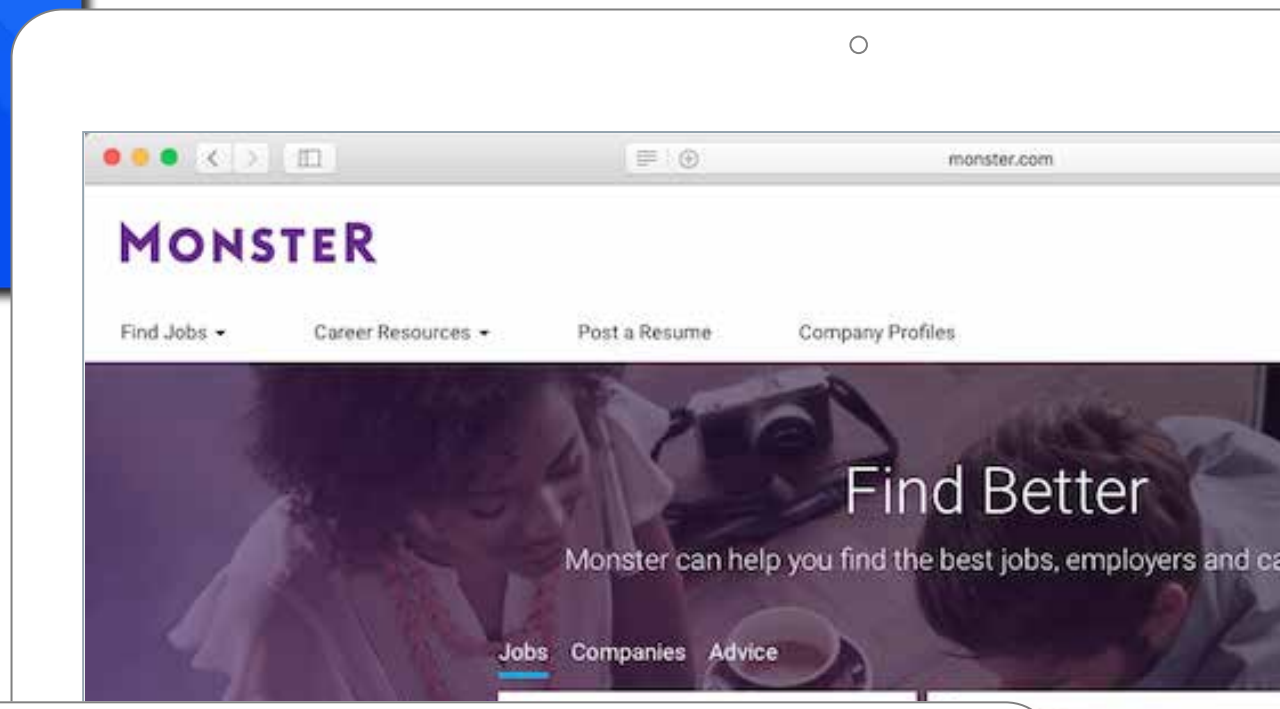 monster.com
MONSTER
Find Jobs Career Resources Post a Resume Company Profiles
Find Better
Monster can help you find the best jobs, employers and
Jobs Companies Advice